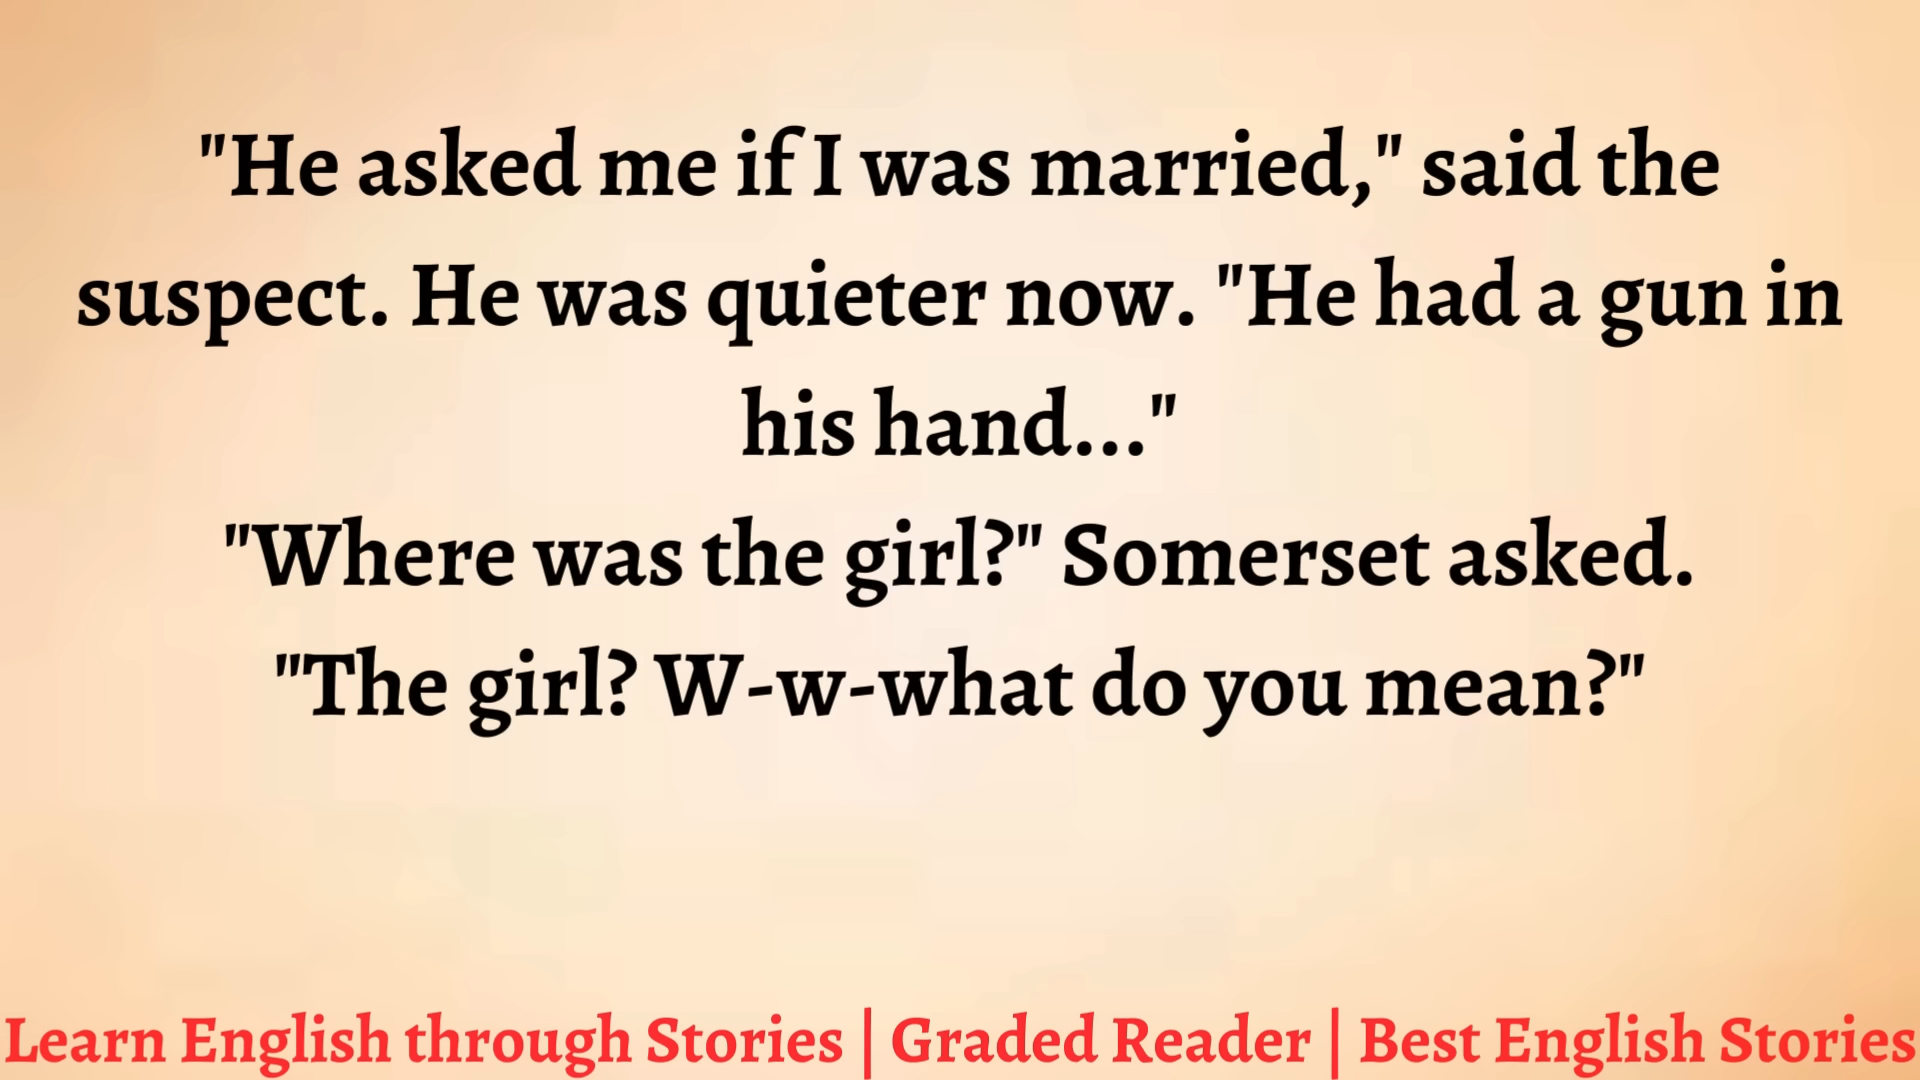 "He asked me if I was married," said the
suspect. He was quieter now. "He had a gun in
his hand..."
"Where was the girl?" Somerset asked.
"The girl? W-w-what do you mean?"
Learn English through Stories | Graded Reader | Best English Stories